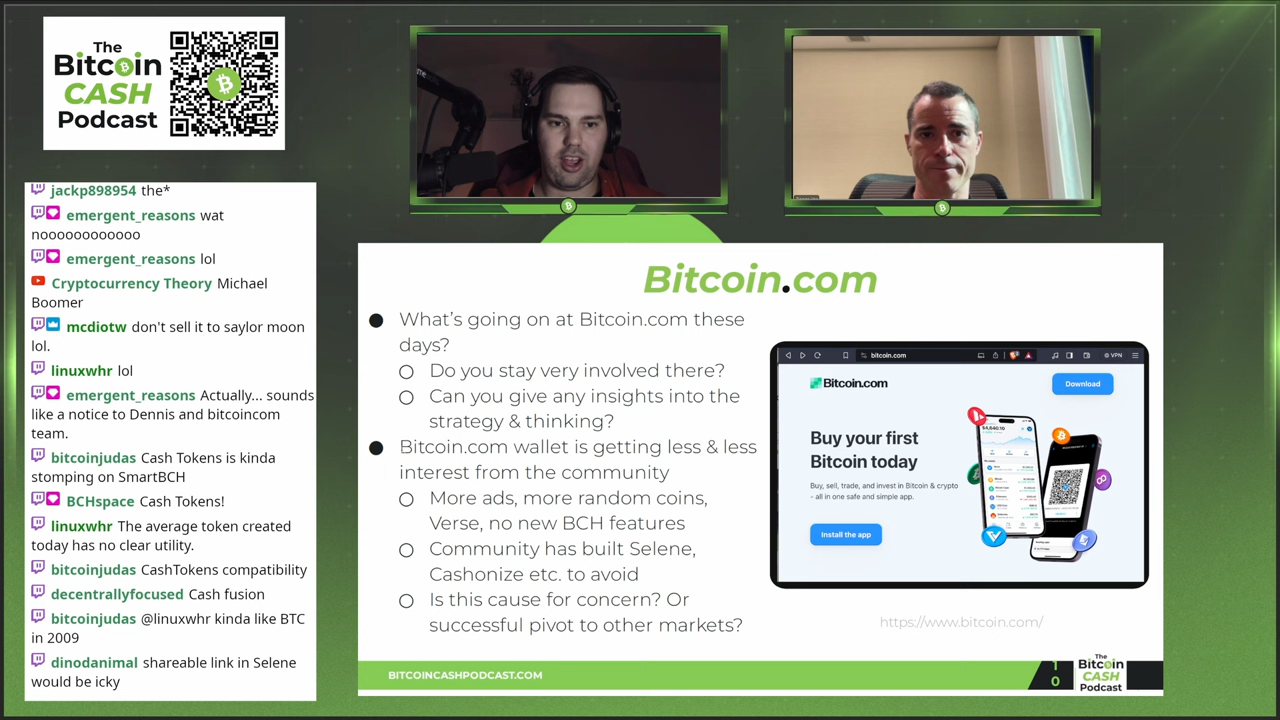 The
Bitcoin
CASH
Podcast
jackp898954 the*
emergent_reasons wat
noooooooooooo
emergent_reasons lol
Cryptocurrency Theory Michael
Boomer
mcdiotw don't sell it to saylor moon
lol.
linuxwhr lol
emergent_reasons Actually... sounds
like a notice to Dennis and bitcoincom
team.
bitcoinjudas Cash Tokens is kinda
stomping on SmartBCH
BCHspace Cash Tokens!
linuxwhr The average token created
today has no clear utility.
bitcoinjudas CashTokens compatibility
decentrallyfocused Cash fusion
bitcoinjudas @linuxwhr kinda like BTC
in 2009
dinodanimal shareable link in Selene
would be icky
Bitcoin.com
What's going on at Bitcoin.com these
days?
Do you stay very involved there?
Can you give any insights into the
strategy & thinking?
Bitcoin.com wallet is getting less & less
interest from the community
More ads, more random coins,
Verse, no new BCH features
Community has built Selene,
Cashonize etc. to avoid
Is this cause for concern? Or
successful pivot to other markets?
bitcoin.com
VPN
Bitcoin.com
Download
Buy your first
Bitcoin today
Buy, sell, trade, and invest in Bitcoin & crypto
- all in one safe and simple app.
Install the app
$4,640.10
https://www.bitcoin.com/
BITCOINCASHPODCAST.COM
1
0
The
Bitcoin
CASH
Podcast